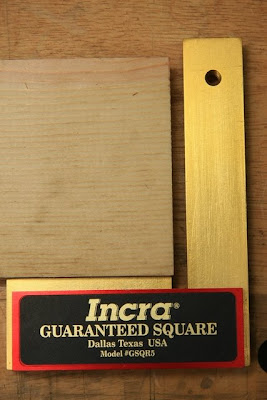 Incra®
GUARANTEED SQUARE
Dallas Texas USA
Model #GSQR5